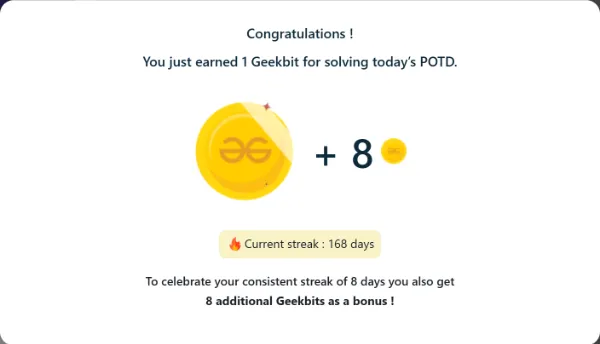 Congratulations !
You just earned 1 Geekbit for solving today's POTD.
+ 8
Current streak : 168 days
To celebrate your consistent streak of 8 days you also get
8 additional Geekbits as a bonus !